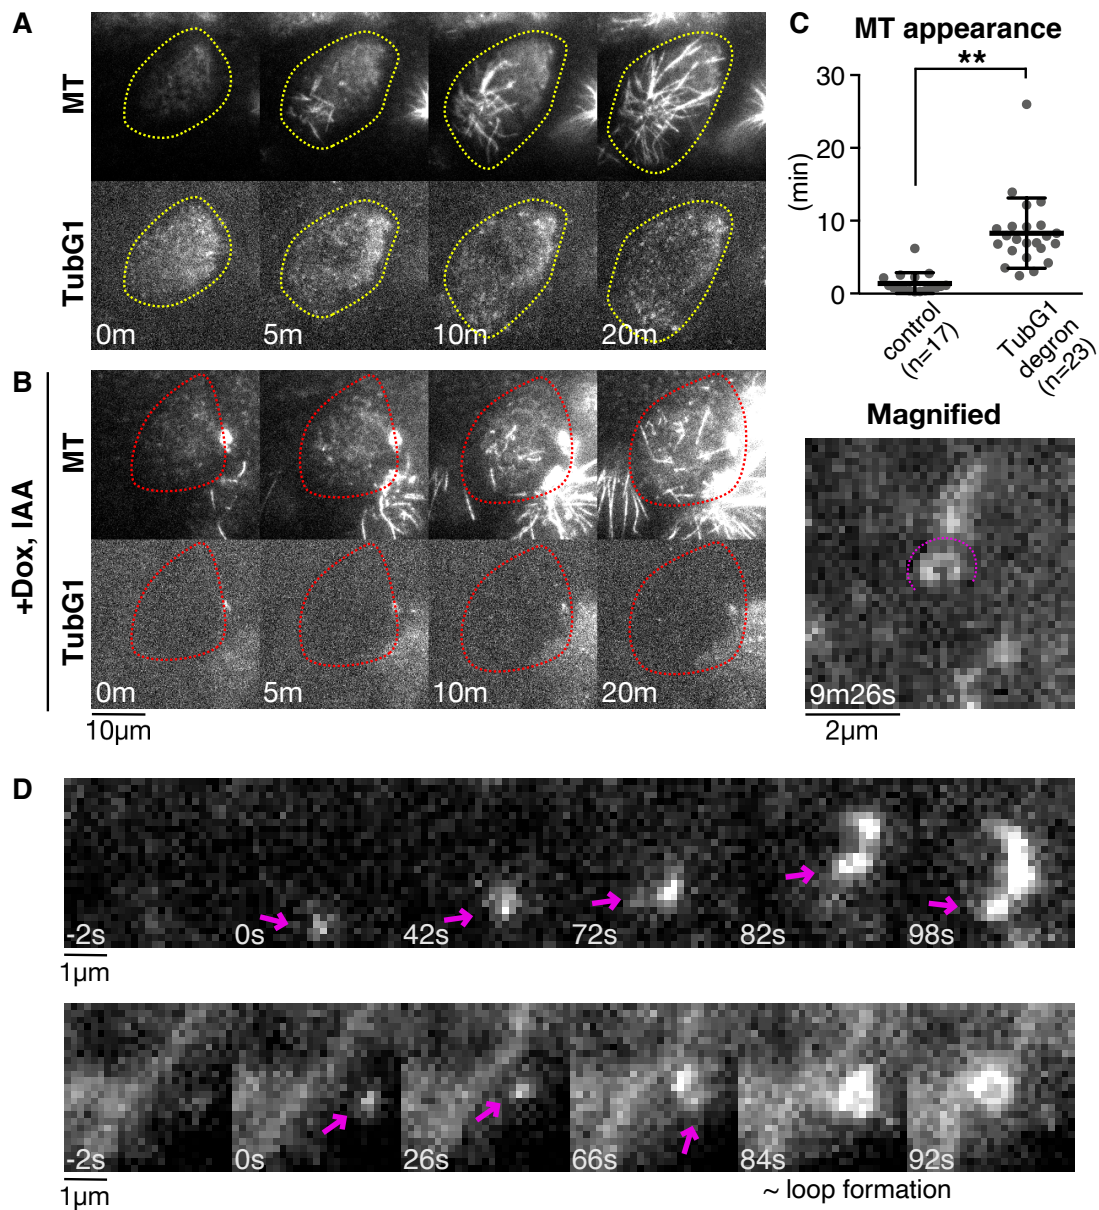 A
MT
TubG1
0m
5m
10m
20m
B
+Dox, IAA
MT
TubG1
0m
5m
10m
20m
10μm
C
MT appearance
**
(min)
30
20
10
0
control
(n=17)
TubG1
degron
(n=23)
Magnified
9m26s
2μm
D
-2s
0s
42s
72s
82s
98s
1μm
-2s
0s
26s
66s
84s
92s
1μm
~ loop formation